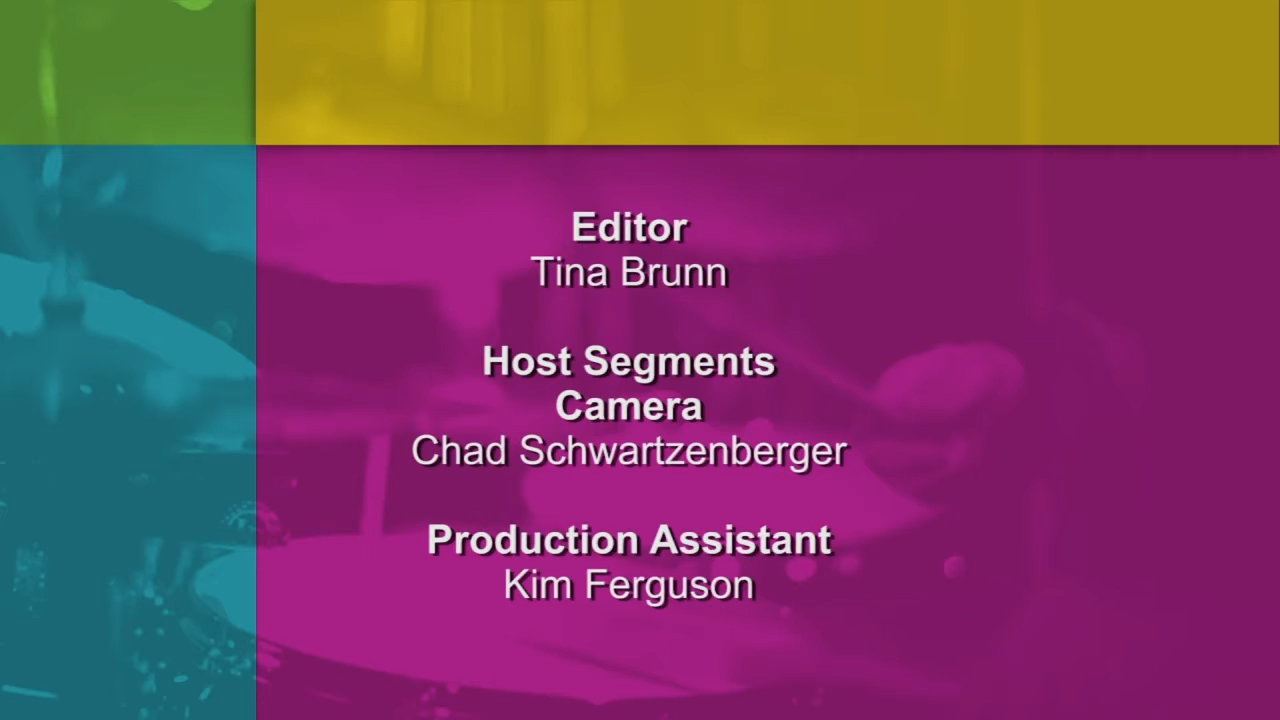 Editor
Tina Brunn
Host Segments
Camera
Chad Schwartzenberger
Production Assistant
Kim Ferguson